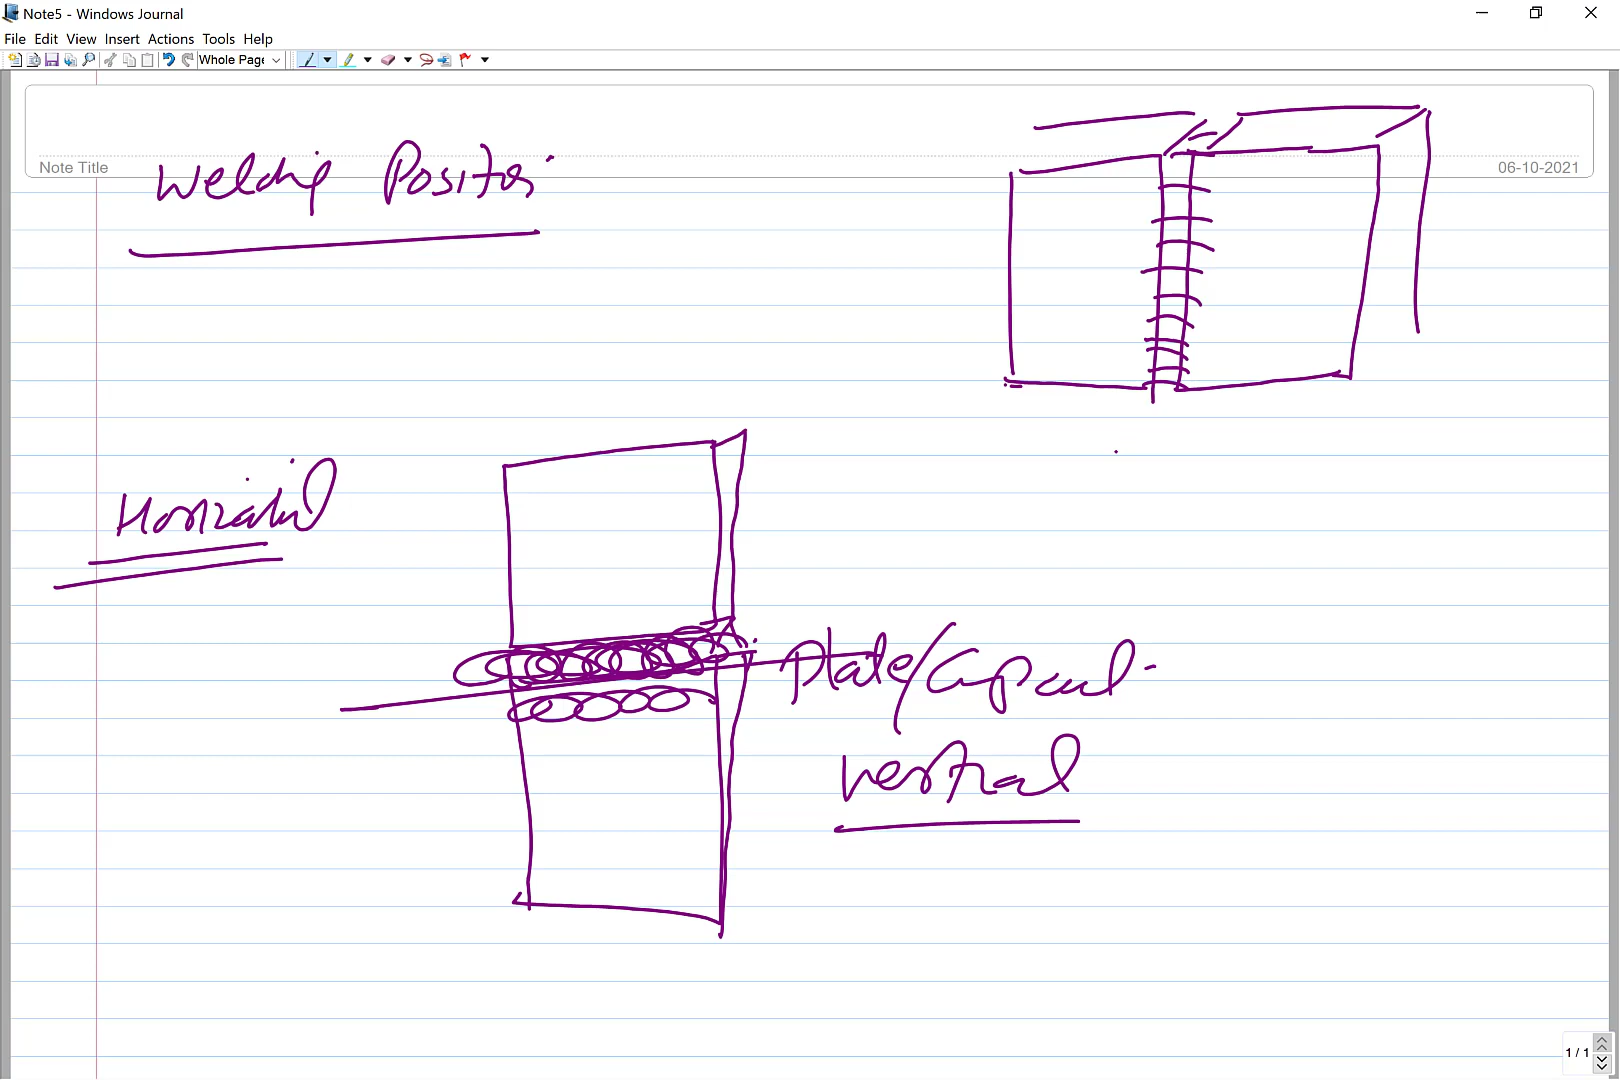 Note5 - Windows Journal
File Edit View Insert Actions Tools Help
Whole Page
Note Title
06-10-2021
Welding Position
Horizontal
Plate/Coupon
vertical
1 / 1